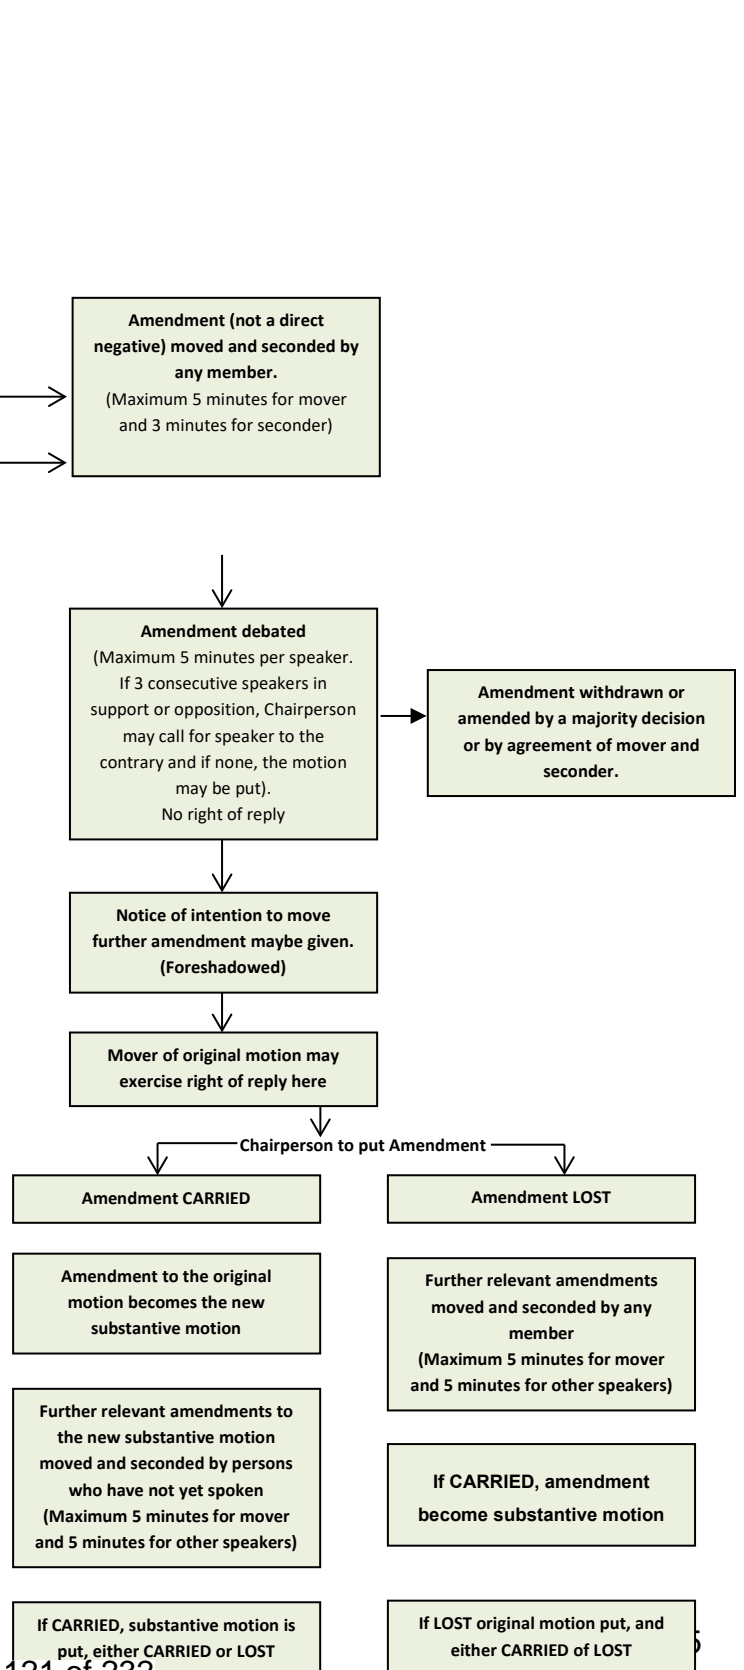 Amendment (not a direct
negative) moved and seconded by
any member.
(Maximum 5 minutes for mover
and 3 minutes for seconder)
Amendment debated
(Maximum 5 minutes per speaker.
If 3 consecutive speakers in
support or opposition, Chairperson
may call for speaker to the
contrary and if none, the motion
may be put).
No right of reply
Amendment withdrawn or
amended by a majority decision
or by agreement of mover and
seconder.
Notice of intention to move
further amendment maybe given.
(Foreshadowed)
Mover of original motion may
exercise right of reply here
Chairperson to put Amendment
Amendment CARRIED
Amendment to the original
motion becomes the new
substantive motion
Further relevant amendments to
the new substantive motion
moved and seconded by persons
who have not yet spoken
(Maximum 5 minutes for mover
and 5 minutes for other speakers)
If CARRIED, substantive motion is
put, either CARRIED or LOST
Amendment LOST
Further relevant amendments
moved and seconded by any
member
(Maximum 5 minutes for mover
and 5 minutes for other speakers)
If CARRIED, amendment
become substantive motion
If LOST original motion put, and
either CARRIED of LOST
121 of 232